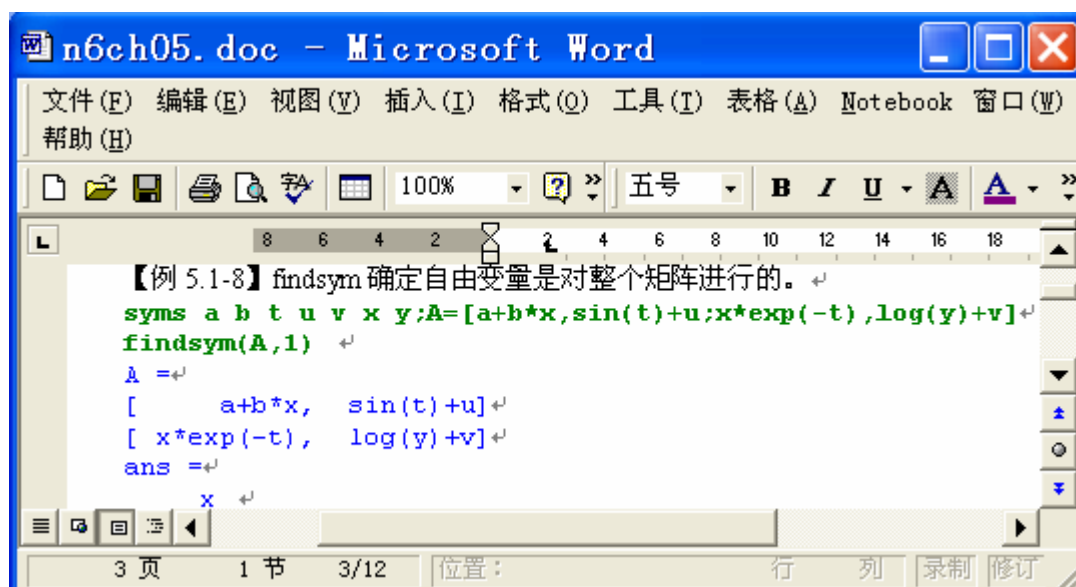 n6ch05.doc - Microsoft Word
文件(F) 编辑(E) 视图(V) 插入(I) 格式(O) 工具(T) 表格(A) Notebook 窗口(W)
帮助(H)
100% 五号 B I U A A
L 8 6 4 2 2 4 6 8 10 12 14 16 18
【例 5.1-8】findsym 确定自由变量是对整个矩阵进行的。
syms a b t u v x y;A=[a+b*x,sin(t)+u;x*exp(-t),log(y)+v]
findsym(A,1)
A =
[ a+b*x, sin(t)+u]
[ x*exp(-t), log(y)+v]
ans =
x
3 页 1 节 3/12 位置： 行 列 录制 修订